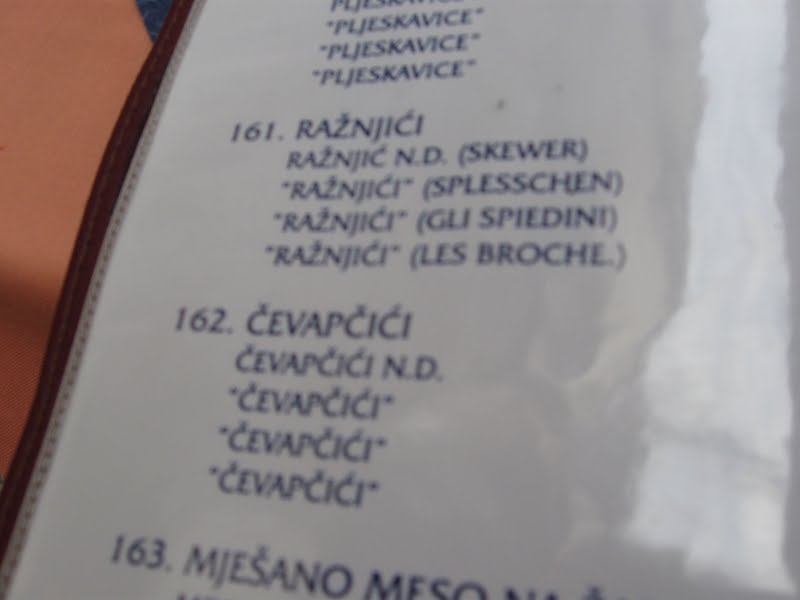 "PLJESKAVICE"
"PLJESKAVICE"
"PLJESKAVICE"
161. RAŽNJIĆI
RAŽNJIĆ N.D. (SKEWER)
"RAŽNJIĆI" (SPLESSCHEN)
"RAŽNJIĆI" (GLI SPIEDINI)
"RAŽNJIĆI" (LES BROCHE.)
162. ČEVAPČIĆI
ČEVAPČIĆI N.D.
"ČEVAPČIĆI"
"ČEVAPČIĆI"
"ČEVAPČIĆI"
163. MJEŠANO MESO NA